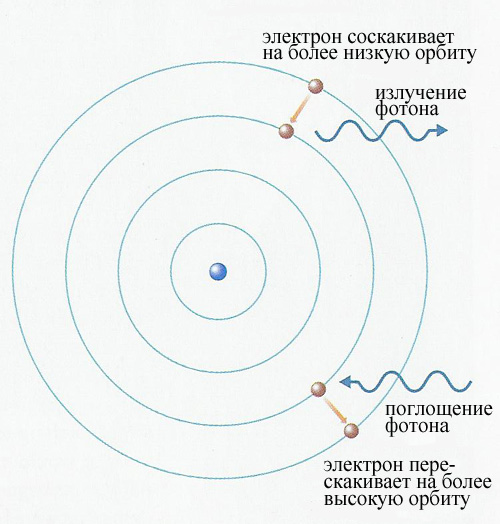 электрон соскакивает
на более низкую орбиту
излучение
фотона
поглощение
фотона
электрон пере-
скакивает на более
высокую орбиту